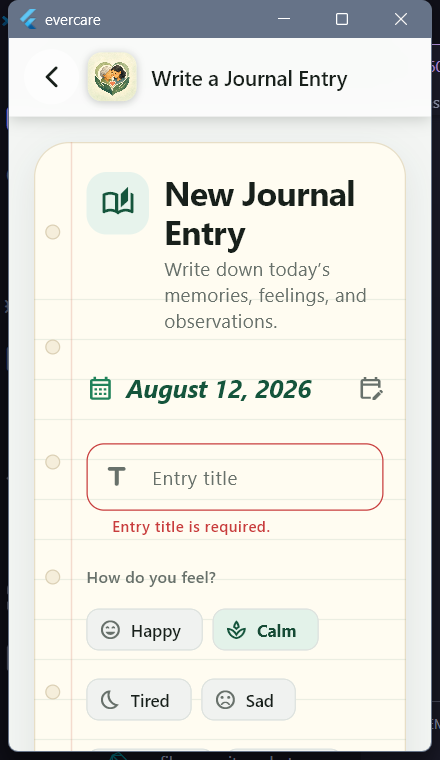 evercare
Write a Journal Entry
New Journal
Entry
Write down today’s
memories, feelings, and
observations.
August 12, 2026
Entry title
Entry title is required.
How do you feel?
Happy
Calm
Tired
Sad